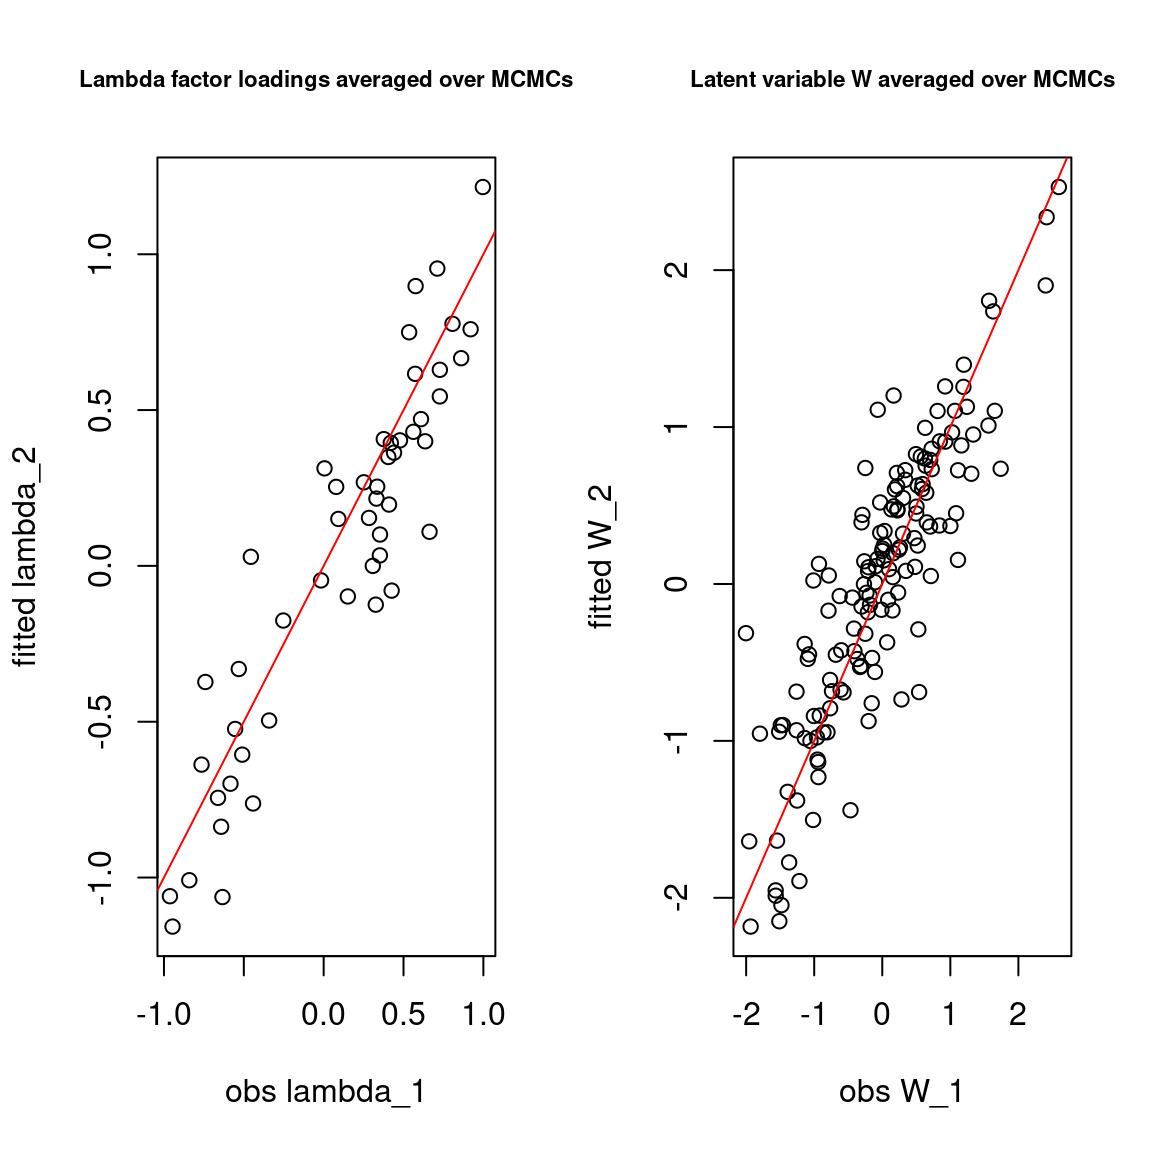 Lambda factor loadings averaged over MCMCs
fitted lambda_2
1.0
0.5
0.0
-0.5
-1.0
-1.0 0.0 0.5 1.0
obs lambda_1
Latent variable W averaged over MCMCs
fitted W_2
2
1
0
-1
-2
-2 -1 0 1 2
obs W_1